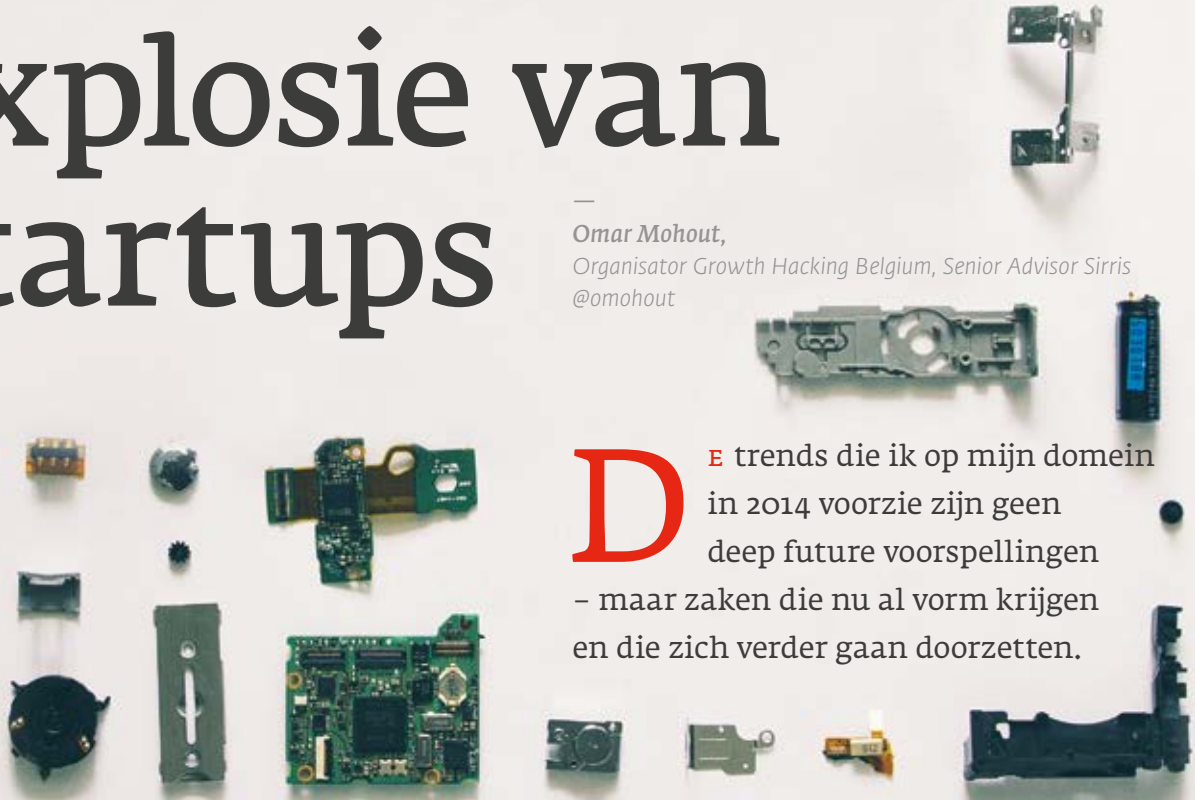 xplosie van
tartups
—
Omar Mohout,
Organisator Growth Hacking Belgium, Senior Advisor Sirris
@omohout
DE trends die ik op mijn domein
in 2014 voorzie zijn geen
deep future voorspellingen
– maar zaken die nu al vorm krijgen
en die zich verder gaan doorzetten.